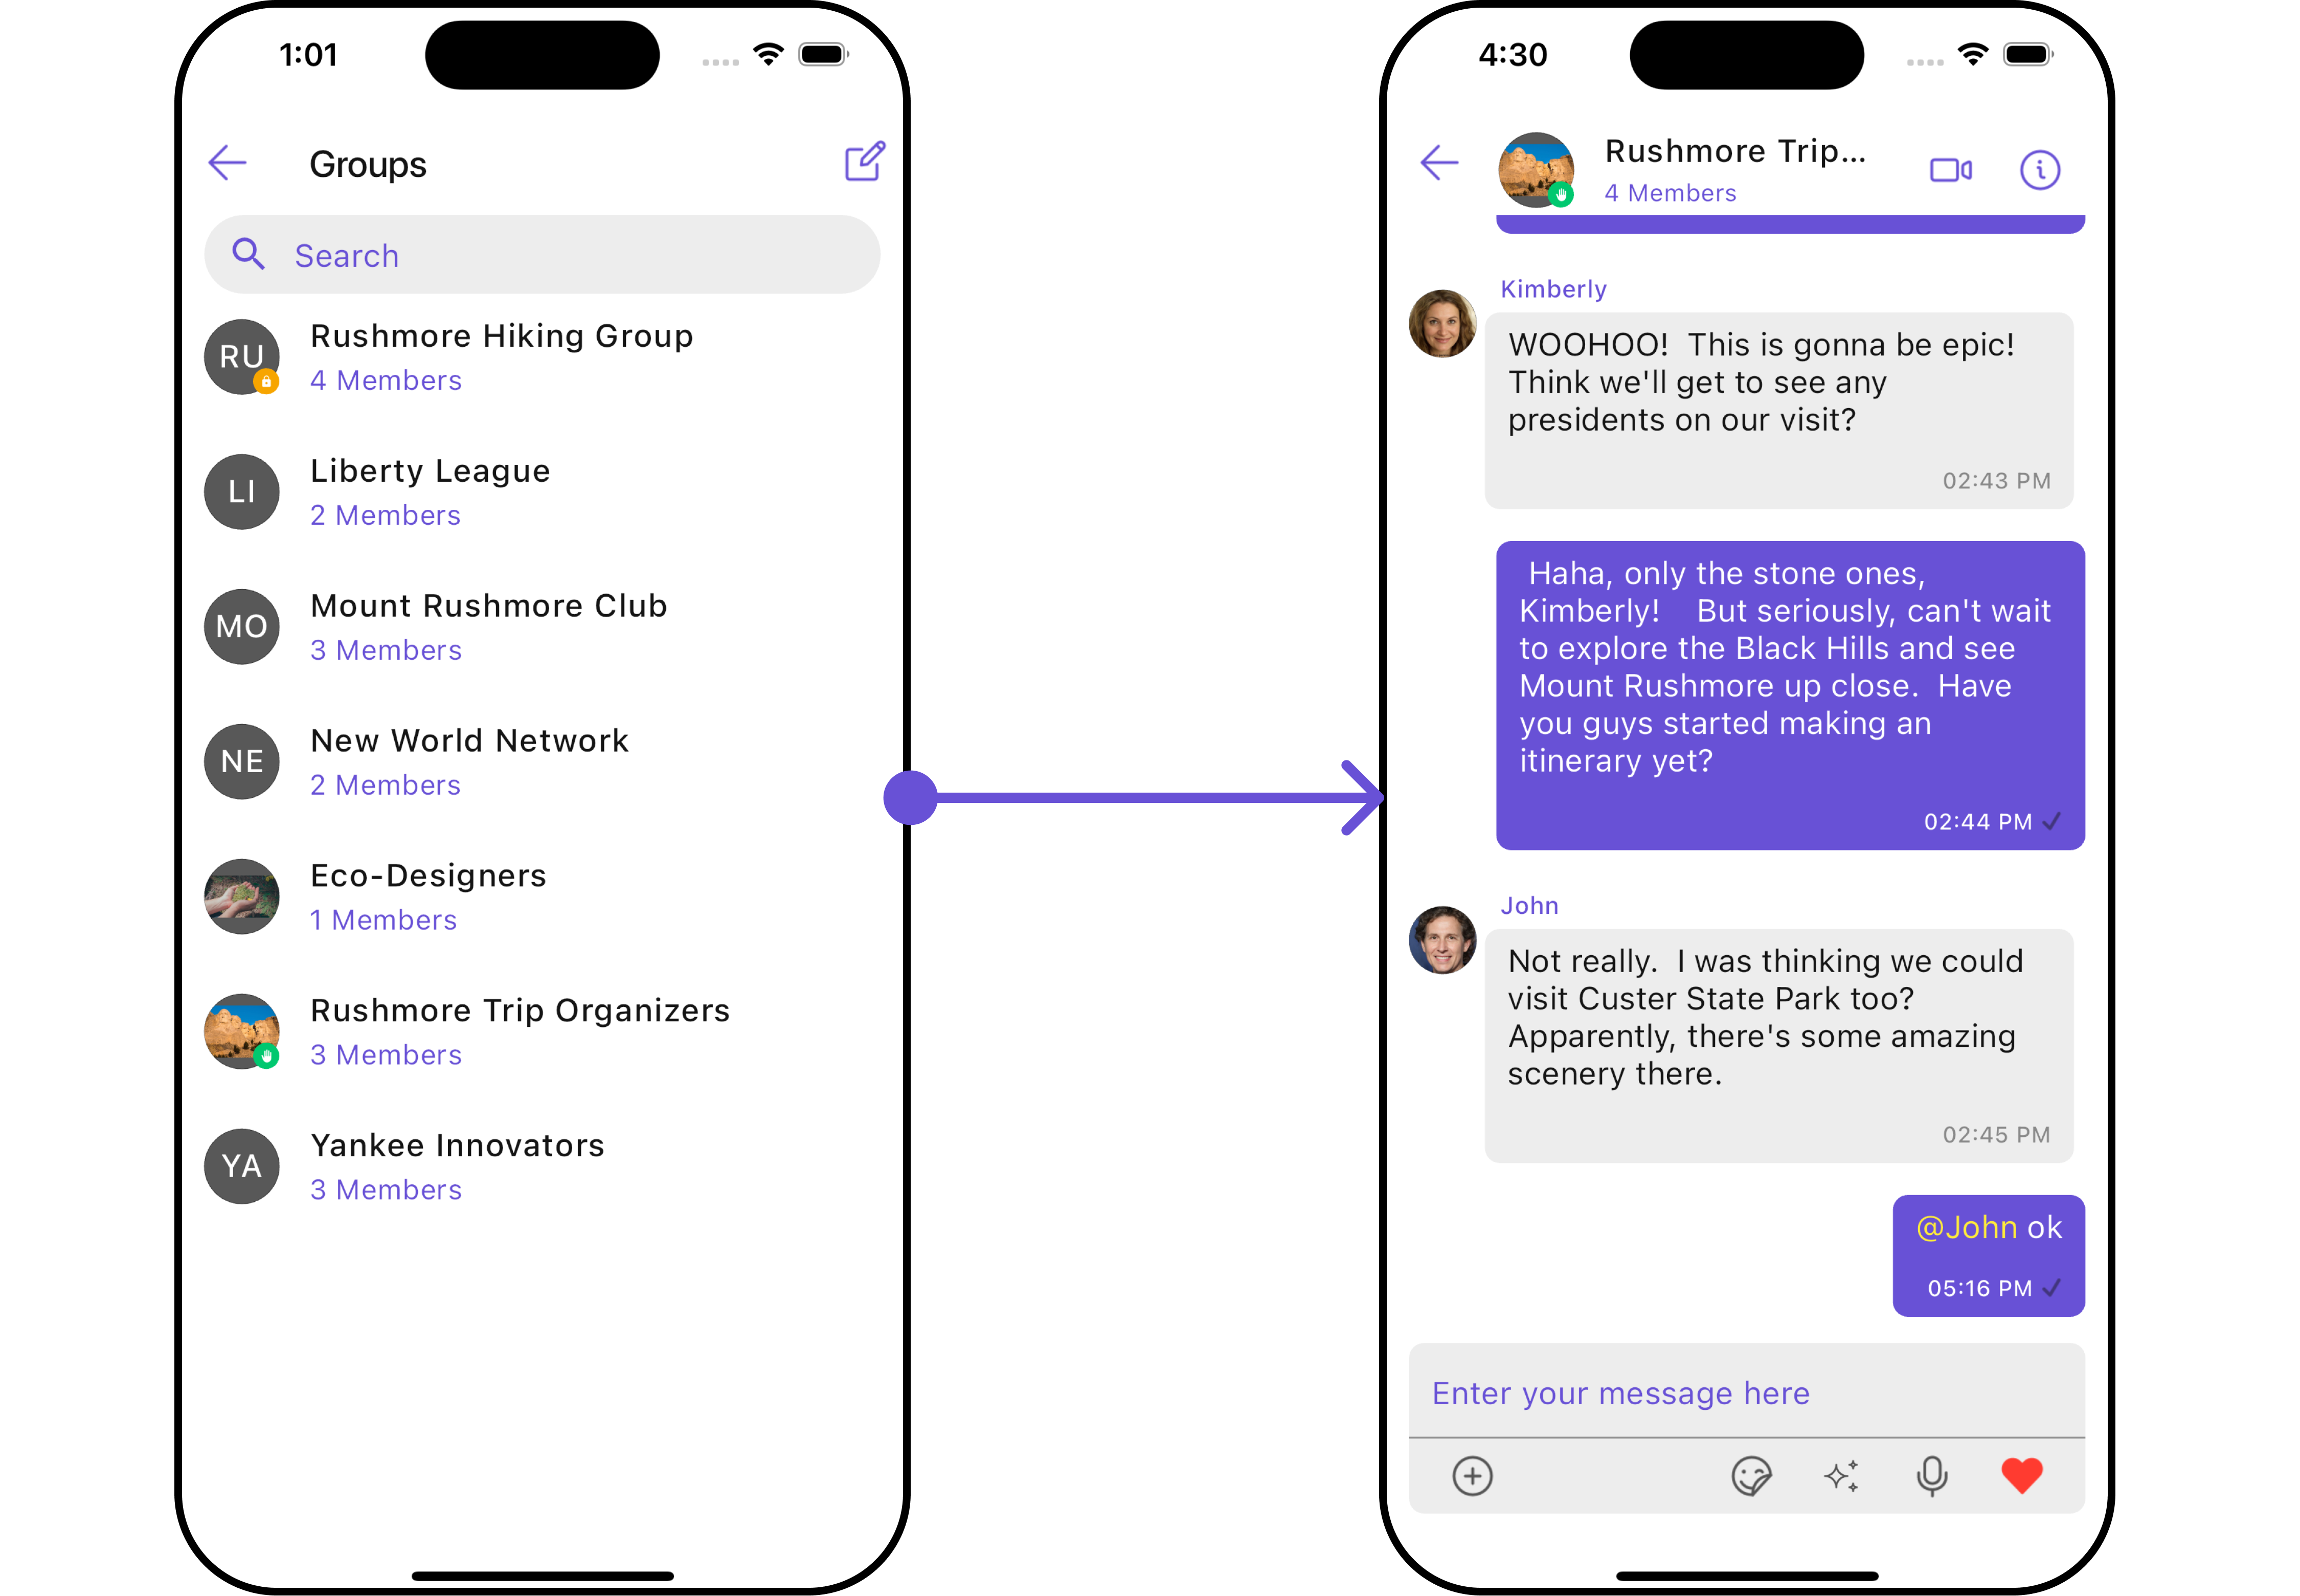 1:01
Groups
Search
RU
Rushmore Hiking Group
4 Members
LI
Liberty League
2 Members
MO
Mount Rushmore Club
3 Members
NE
New World Network
2 Members
Eco-Designers
1 Members
Rushmore Trip Organizers
3 Members
YA
Yankee Innovators
3 Members
4:30
Rushmore Trip...
4 Members
Kimberly
WOOHOO!  This is gonna be epic!
Think we'll get to see any
presidents on our visit?
02:43 PM
Haha, only the stone ones,
Kimberly!    But seriously, can't wait
to explore the Black Hills and see
Mount Rushmore up close.  Have
you guys started making an
itinerary yet?
02:44 PM
John
Not really.  I was thinking we could
visit Custer State Park too?
Apparently, there's some amazing
scenery there.
02:45 PM
@John ok
05:16 PM
Enter your message here